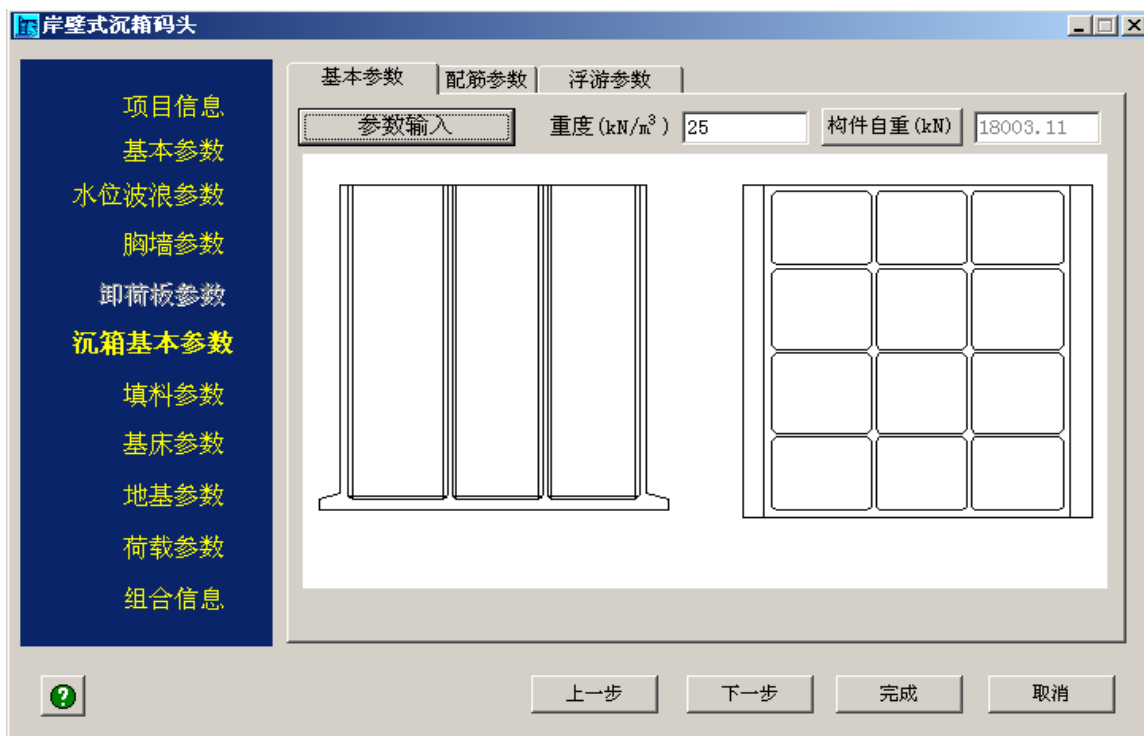 岸壁式沉箱码头
项目信息
基本参数
水位波浪参数
胸墙参数
卸荷板参数
沉箱基本参数
填料参数
基床参数
地基参数
荷载参数
组合信息
基本参数 配筋参数 浮游参数
参数输入 重度(kN/m³) 25 构件自重(kN) 18003.11
? 上一步 下一步 完成 取消